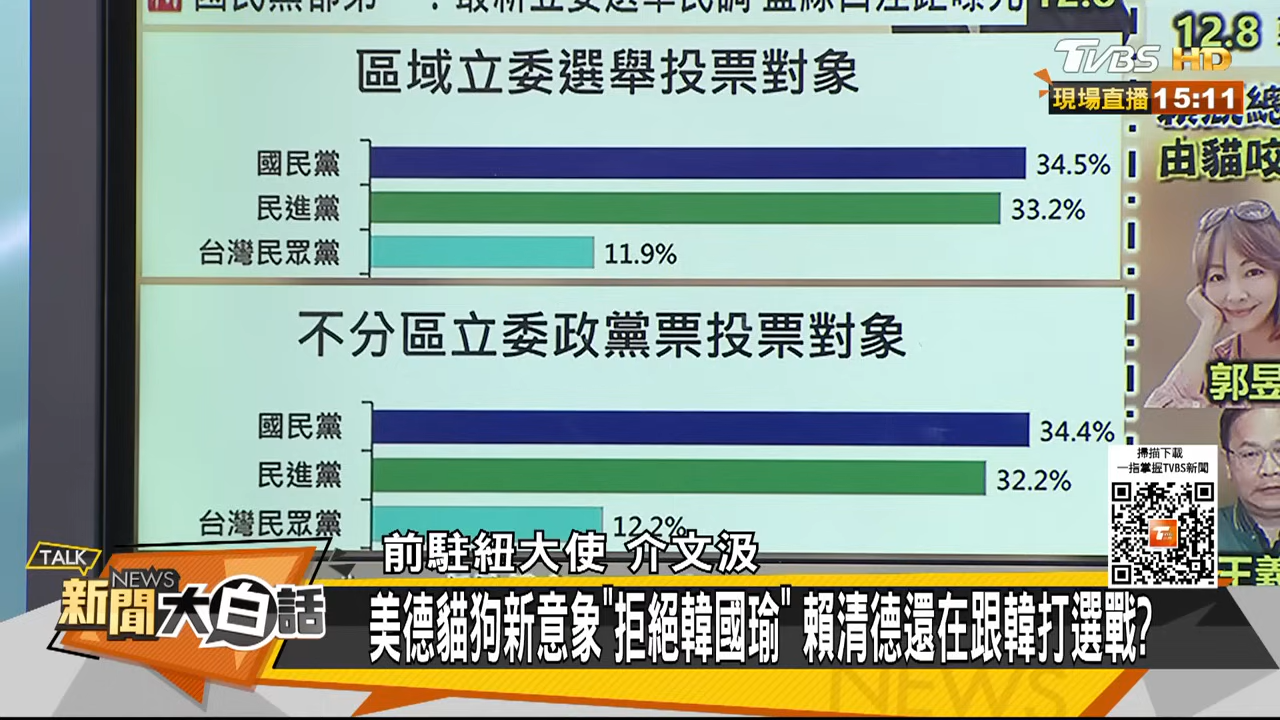 12.8
TVBS HD
現場直播 15:11
區域立委選舉投票對象
國民黨 34.5%
民進黨 33.2%
台灣民眾黨 11.9%
由貓咬
不分區立委政黨票投票對象
國民黨 34.4%
民進黨 32.2%
台灣民眾黨 12.2%
郭昱
掃描下載
一指掌握TVBS新聞
前駐紐大使 介文汲
TALK
NEWS
新聞大白話
美德貓狗新意象"拒絕韓國瑜" 賴清德還在跟韓打選戰?
NEWS